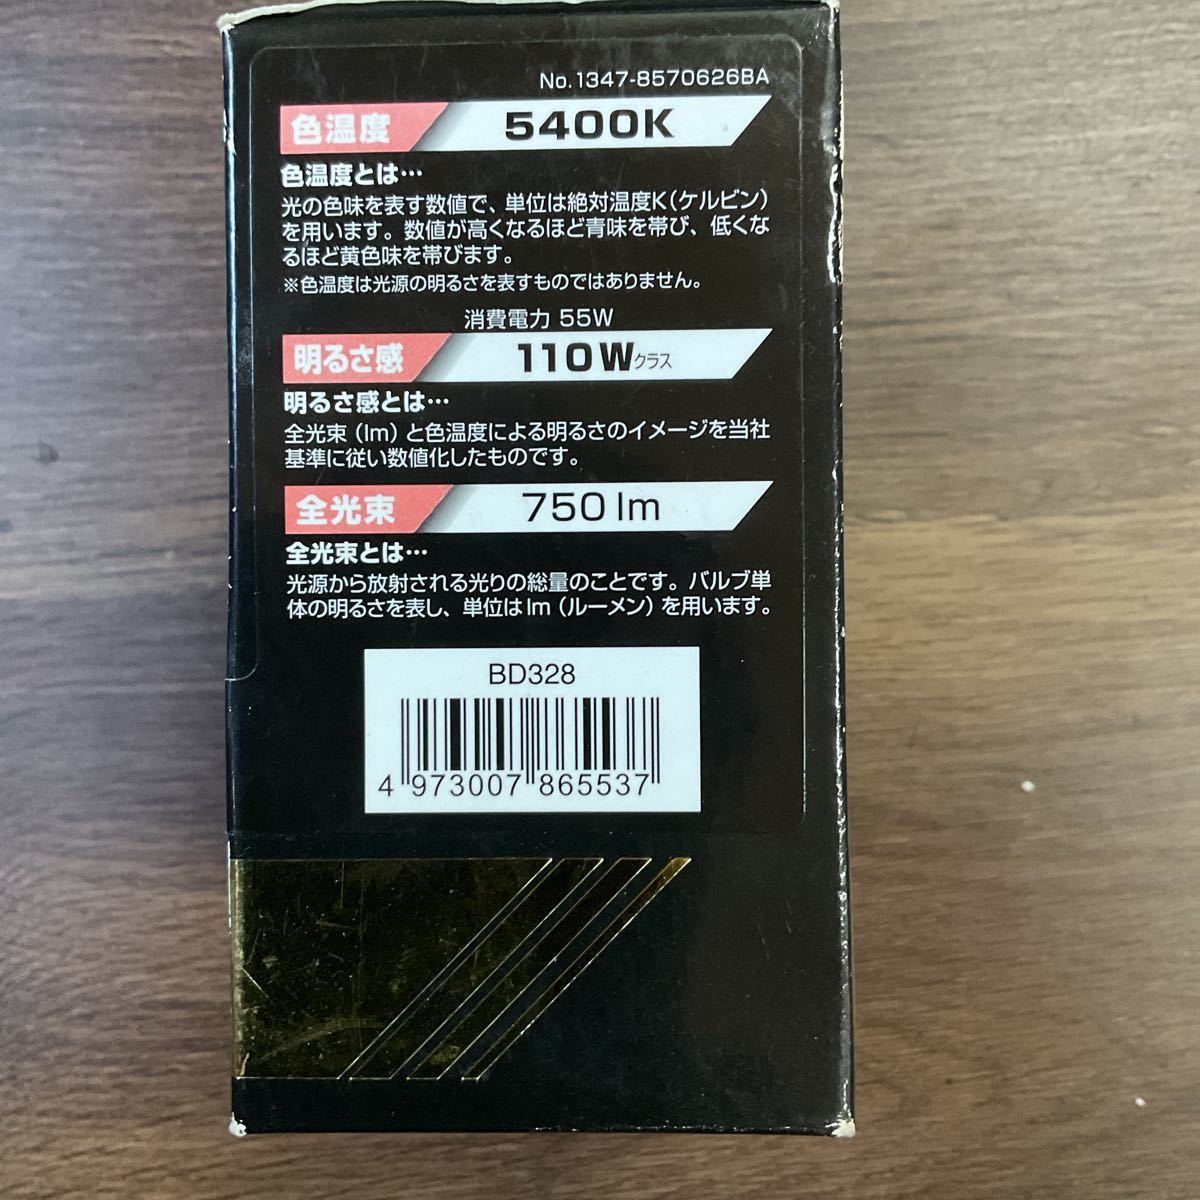 No.1347-8570626BA
色温度 5400K
色温度とは…
光の色味を表す数値で、単位は絶対温度K(ケルビン)
を用います。数値が高くなるほど青味を帯び、低くな
るほど黄色味を帯びます。
※色温度は光源の明るさを表すものではありません。
消費電力 55W
明るさ感 110Wクラス
明るさ感とは…
全光束(lm)と色温度による明るさのイメージを当社
基準に従い数値化したものです。
全光束 750lm
全光束とは…
光源から放射される光りの総量のことです。バルブ単
体の明るさを表し、単位はlm(ルーメン)を用います。
BD328
4 973007 865537